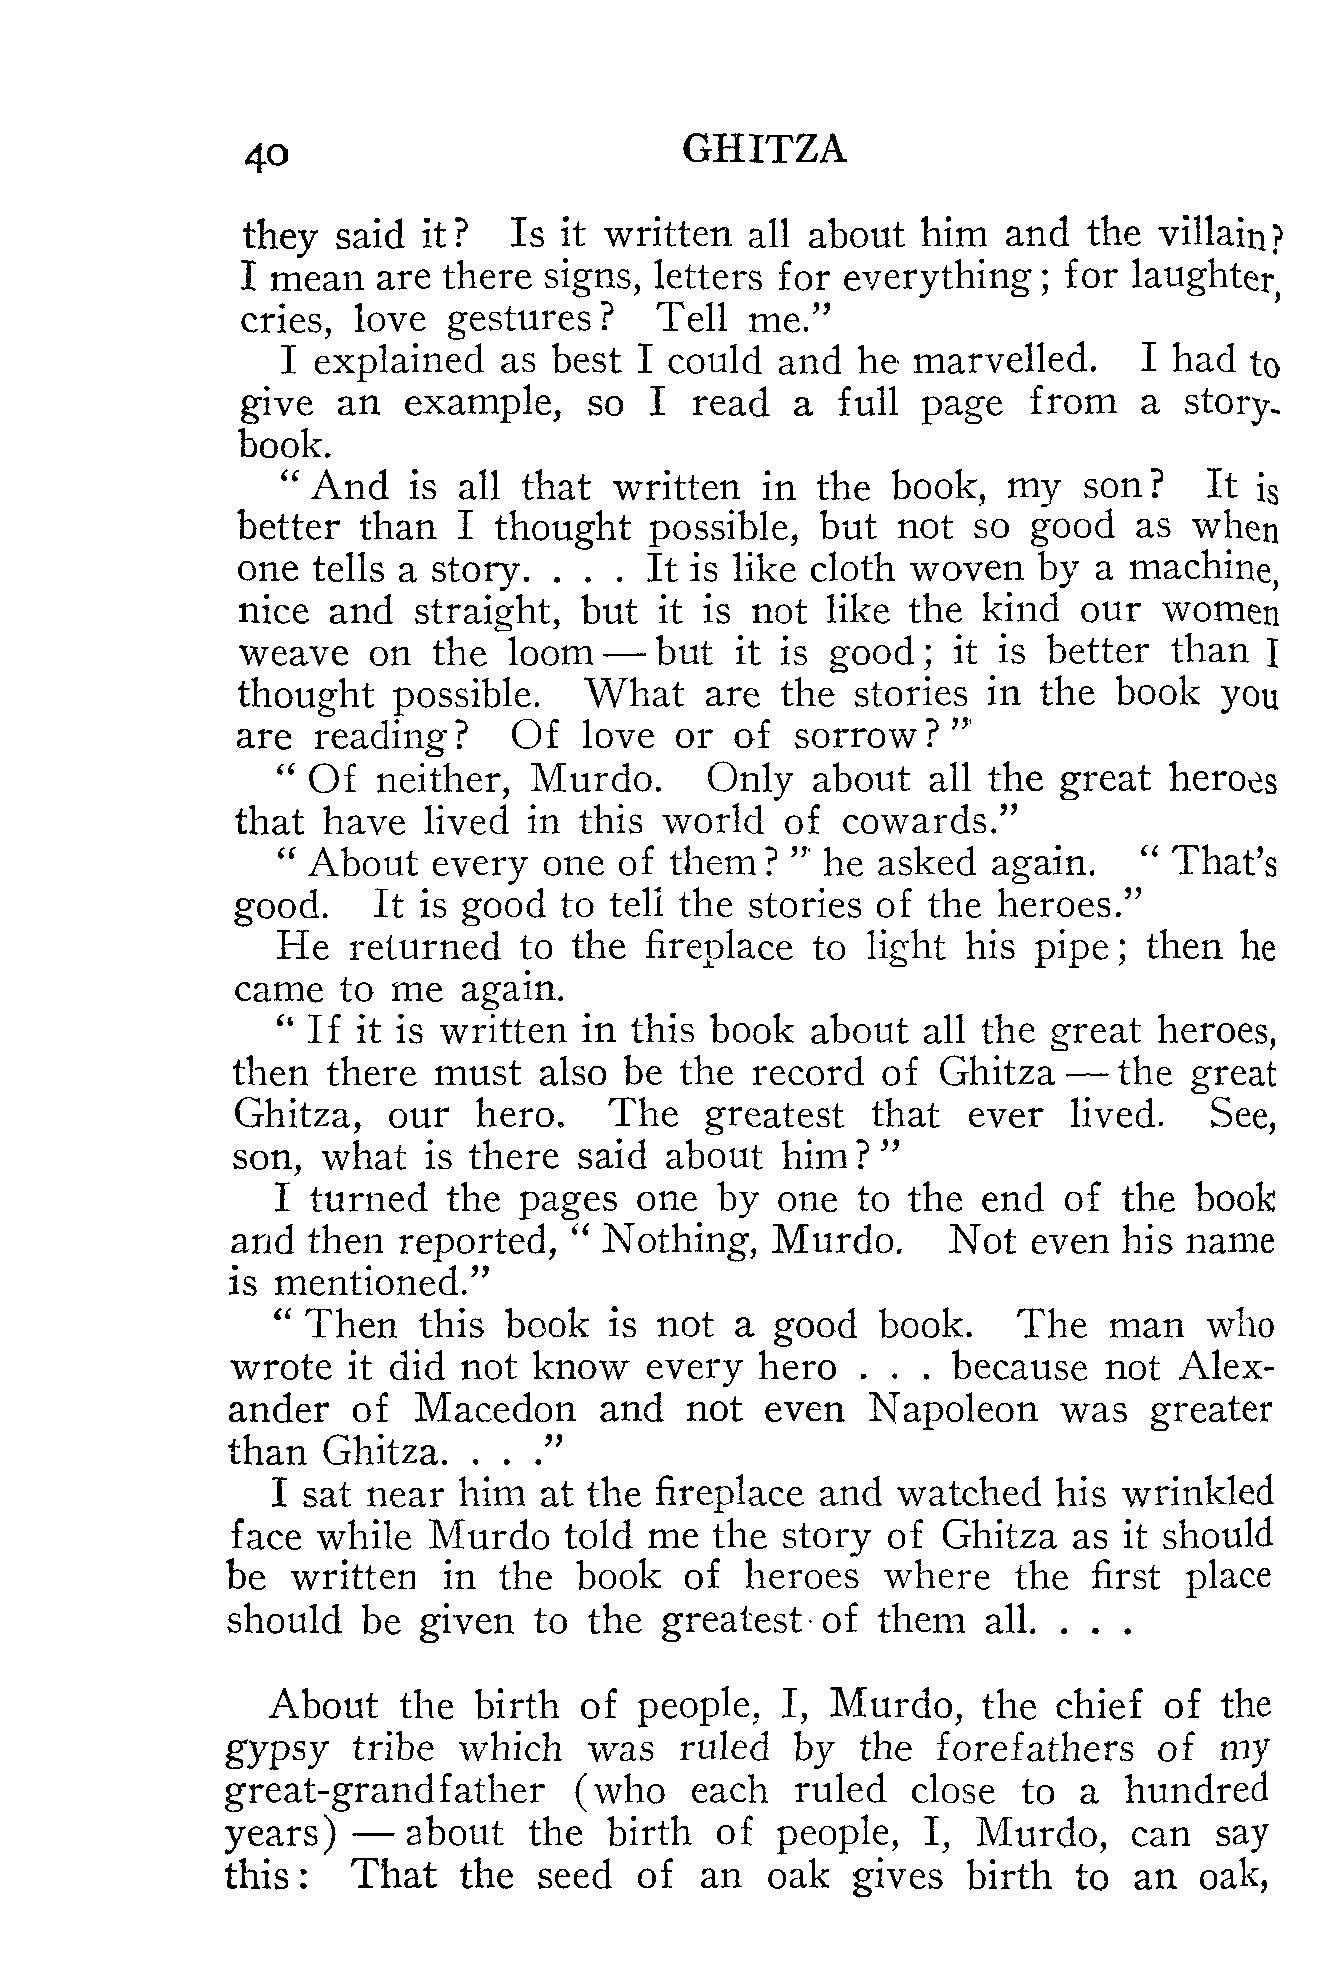 40 GHITZA
they said it? Is it written all about him and the villain?
I mean are there signs, letters for everything; for laughter,
cries, love gestures? Tell me."
I explained as best I could and he marvelled. I had to
give an example, so I read a full page from a story-
book.
"And is all that written in the book, my son? It is
better than I thought possible, but not so good as when
one tells a story. . . . It is like cloth woven by a machine,
nice and straight, but it is not like the kind our women
weave on the loom — but it is good; it is better than I
thought possible. What are the stories in the book you
are reading? Of love or of sorrow?"
"Of neither, Murdo. Only about all the great heroes
that have lived in this world of cowards."
"About every one of them?" he asked again. "That's
good. It is good to tell the stories of the heroes."
He returned to the fireplace to light his pipe; then he
came to me again.
"If it is written in this book about all the great heroes,
then there must also be the record of Ghitza — the great
Ghitza, our hero. The greatest that ever lived. See,
son, what is there said about him?"
I turned the pages one by one to the end of the book
and then reported, "Nothing, Murdo. Not even his name
is mentioned."
"Then this book is not a good book. The man who
wrote it did not know every hero . . . because not Alex-
ander of Macedon and not even Napoleon was greater
than Ghitza. . . ."
I sat near him at the fireplace and watched his wrinkled
face while Murdo told me the story of Ghitza as it should
be written in the book of heroes where the first place
should be given to the greatest of them all. . . .
About the birth of people, I, Murdo, the chief of the
gypsy tribe which was ruled by the forefathers of my
great-grandfather (who each ruled close to a hundred
years) — about the birth of people, I, Murdo, can say
this: That the seed of an oak gives birth to an oak,